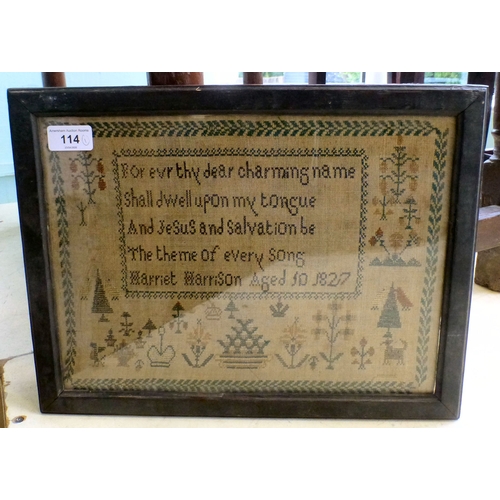 114
For evr thy dear charming name
Shall dwell upon my tongue
And Jesus and Salvation be
The theme of every Song
Harriet Harrison Aged 10 1827